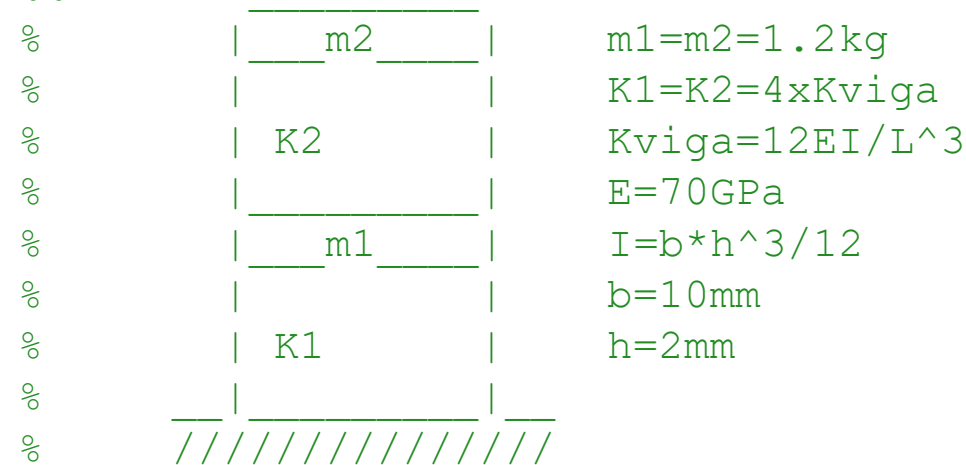 %%        _________
% |___m2____| m1=m2=1.2kg
% | | K1=K2=4xKviga
% | K2 | Kviga=12EI/L^3
% |_________| E=70GPa
% |___m1____| I=b*h^3/12
% | | b=10mm
% | K1 | h=2mm
% __|_________|__
% ///////////////